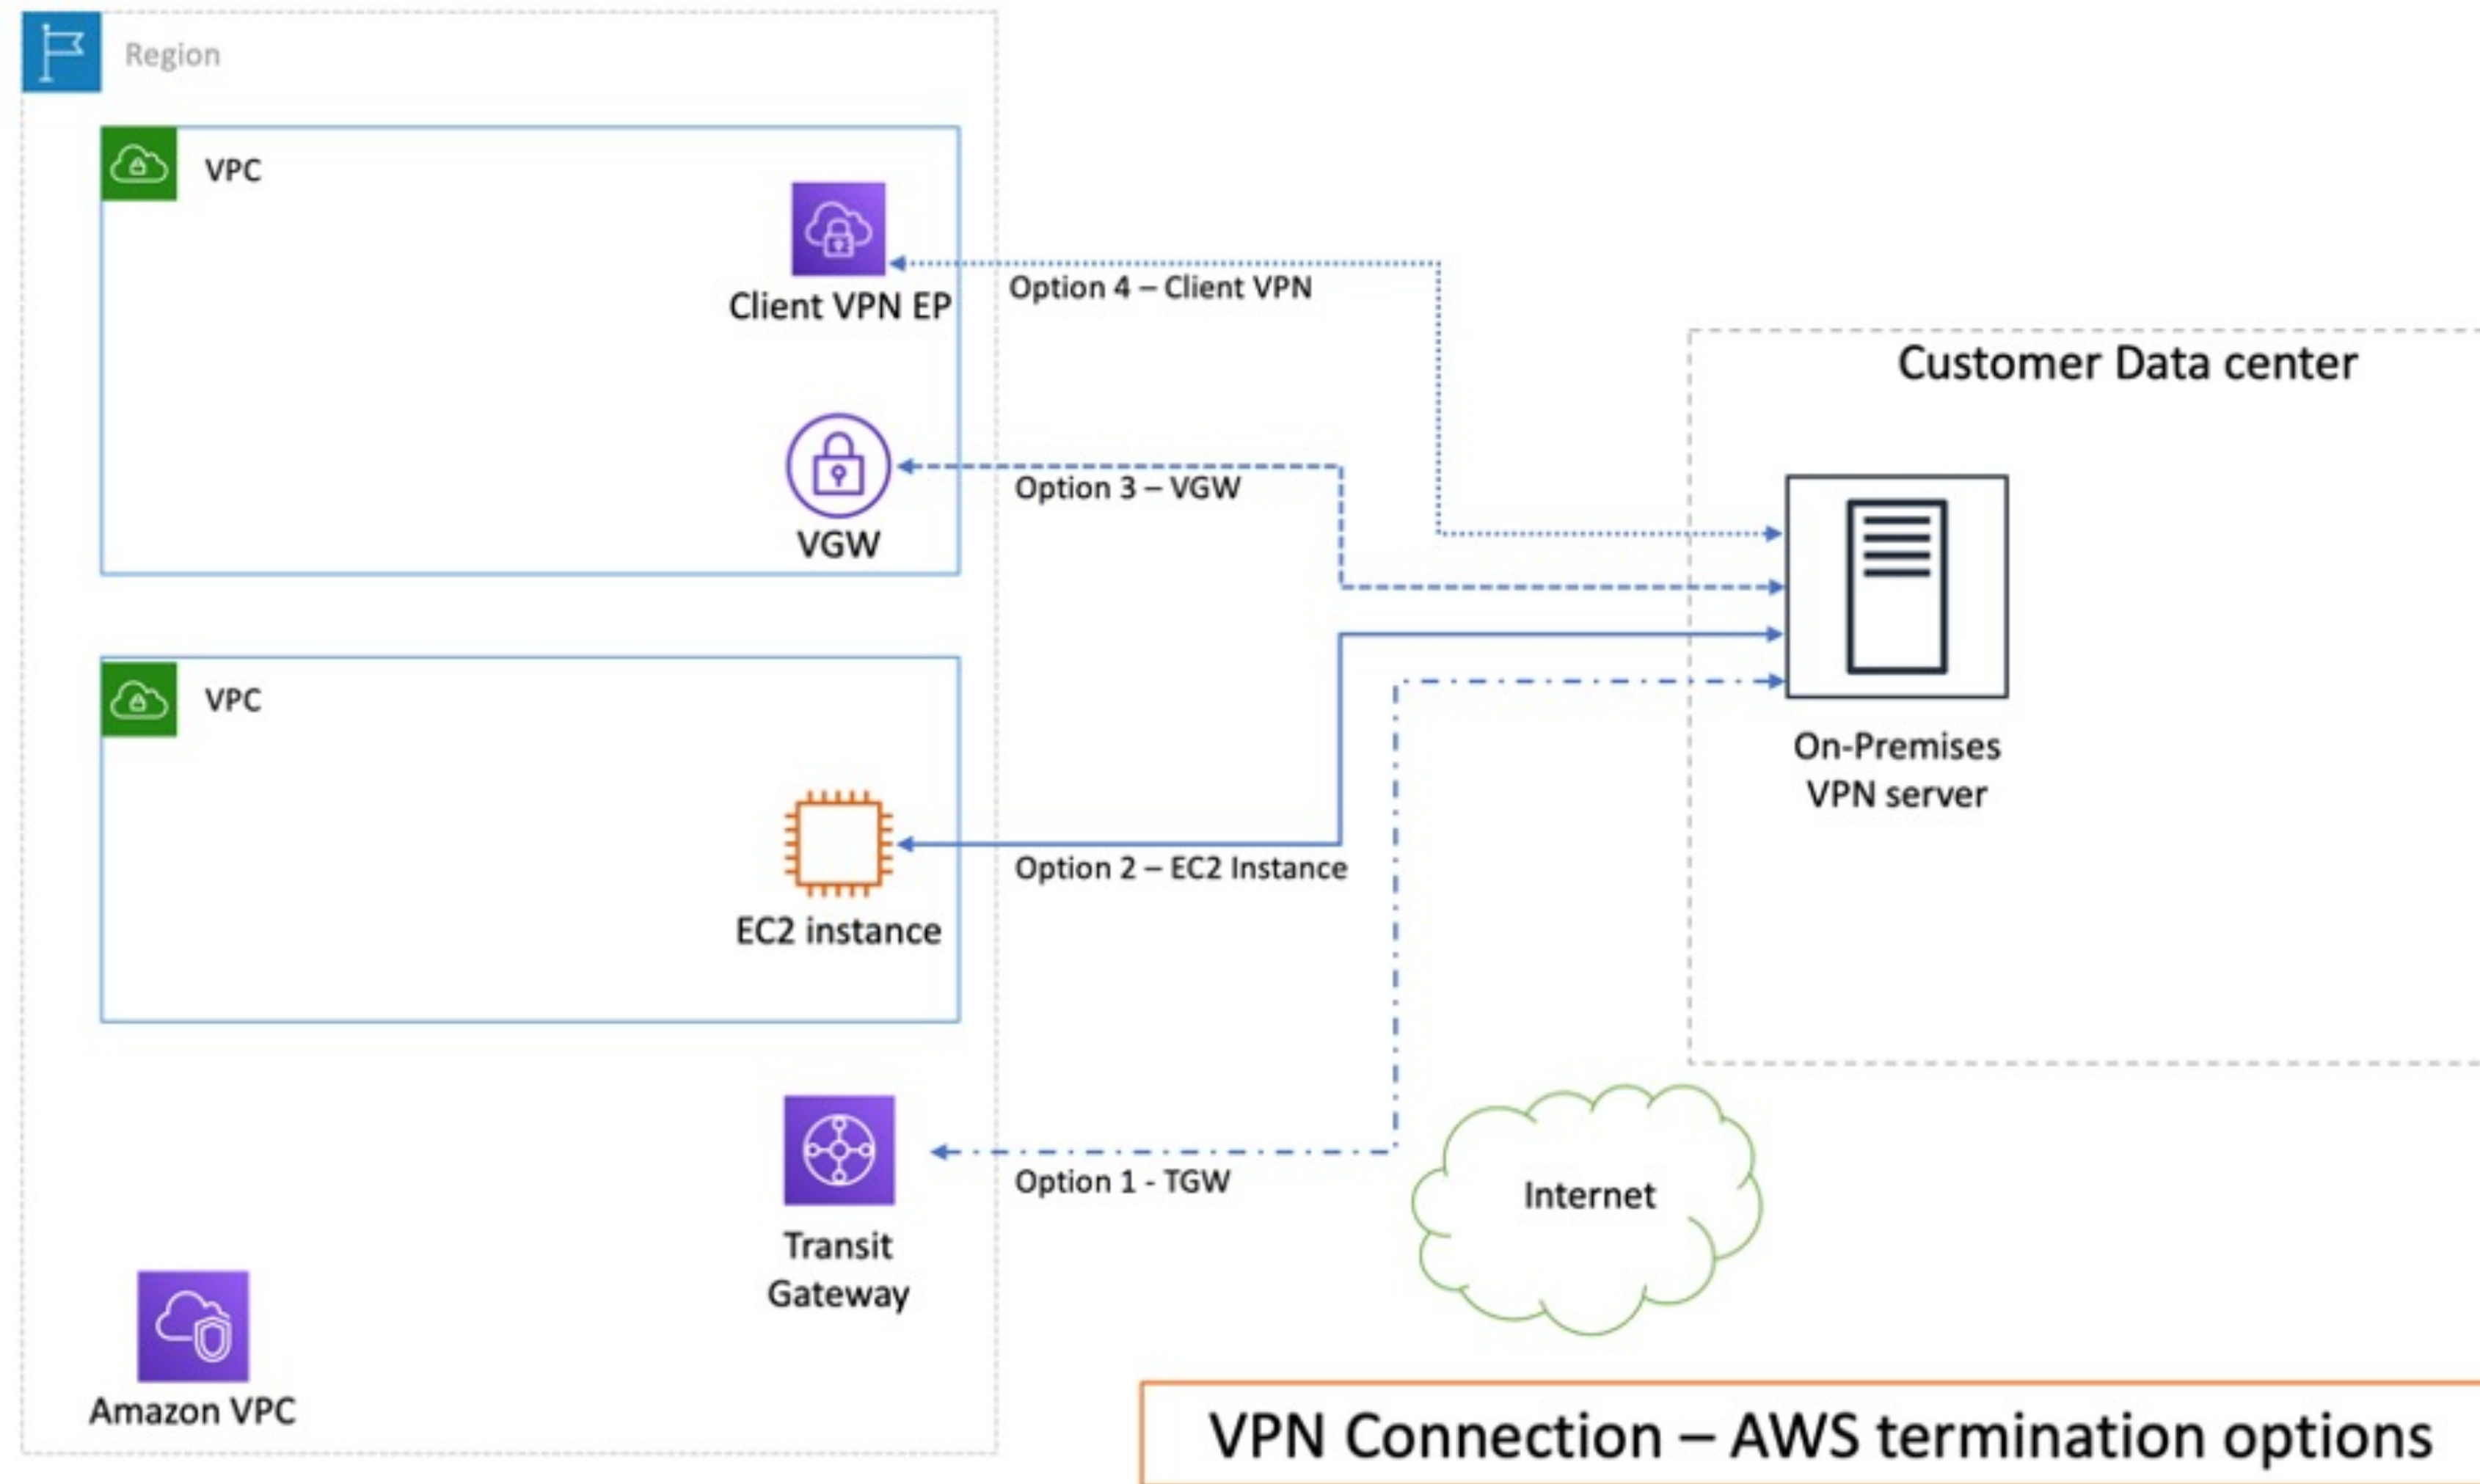 Region
VPC
Client VPN EP
Option 4 – Client VPN
Customer Data center
VGW
Option 3 – VGW
On-Premises
VPN server
VPC
EC2 instance
Option 2 – EC2 Instance
Transit
Gateway
Option 1 - TGW
Internet
Amazon VPC
VPN Connection – AWS termination options